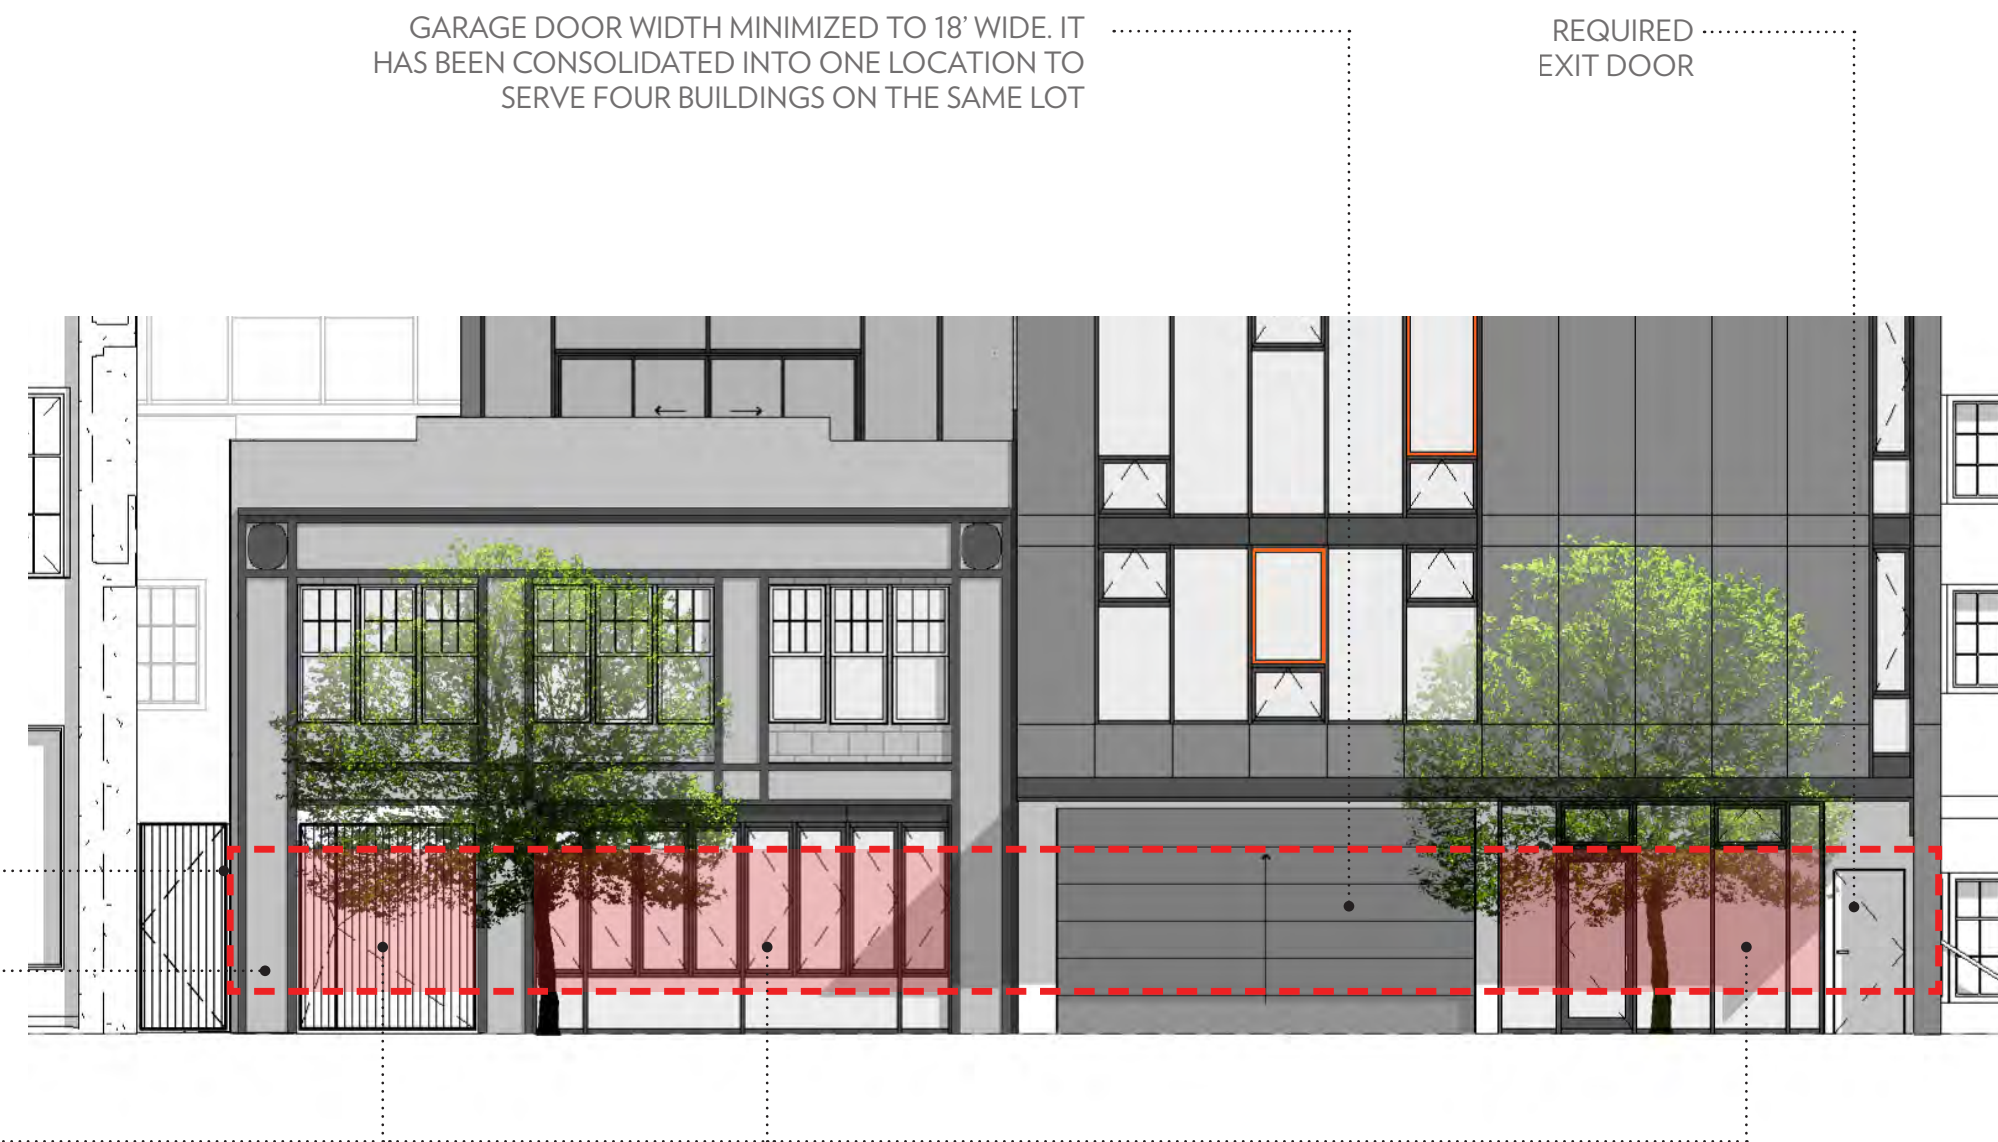 GARAGE DOOR WIDTH MINIMIZED TO 18’ WIDE. IT
HAS BEEN CONSOLIDATED INTO ONE LOCATION TO
SERVE FOUR BUILDINGS ON THE SAME LOT
REQUIRED
EXIT DOOR